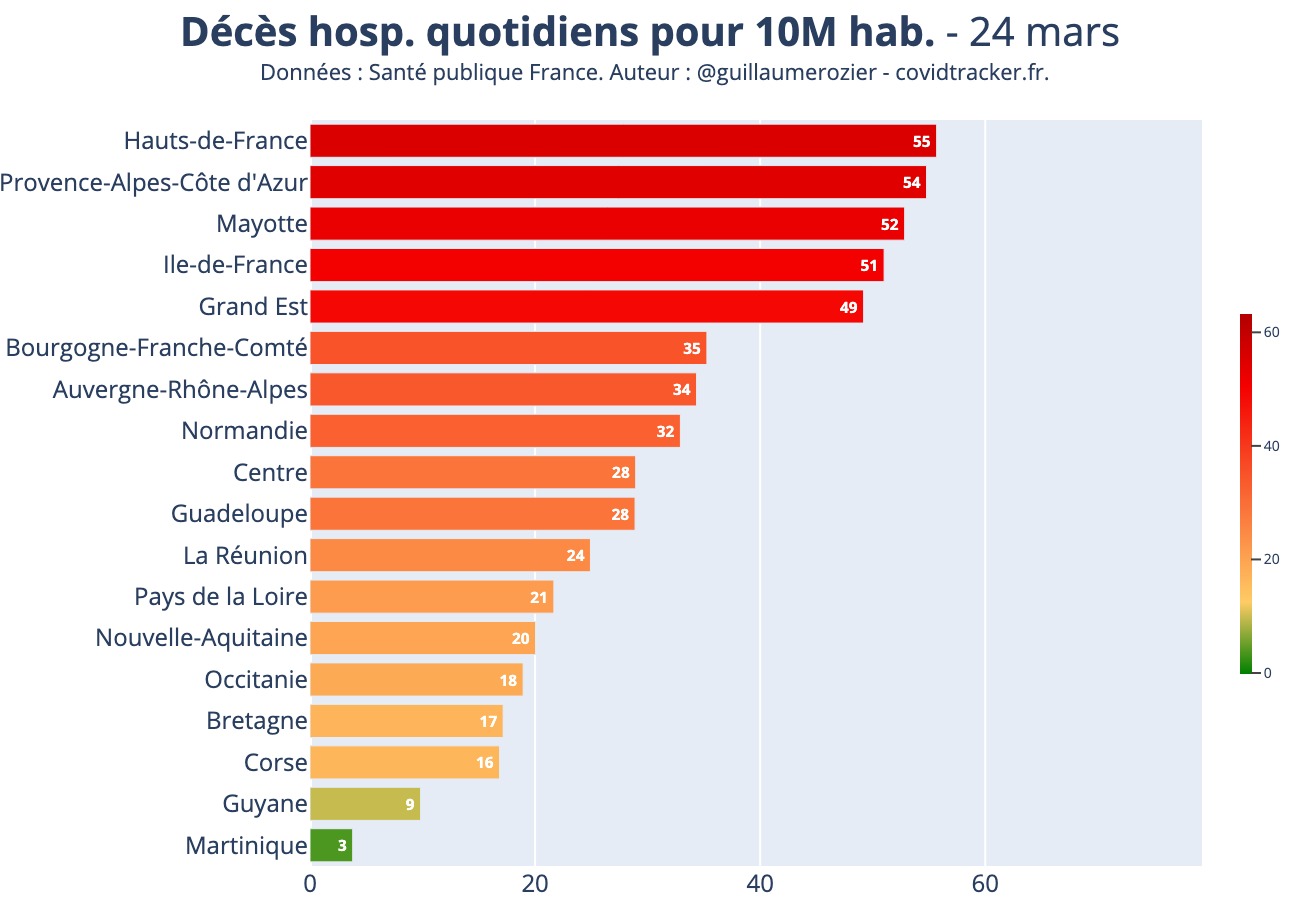 Décès hosp. quotidiens pour 10M hab. - 24 mars
Données : Santé publique France. Auteur : @guillaumerozier - covidtracker.fr.
Hauts-de-France 55
Provence-Alpes-Côte d'Azur 54
Mayotte 52
Ile-de-France 51
Grand Est 49
Bourgogne-Franche-Comté 35
Auvergne-Rhône-Alpes 34
Normandie 32
Centre 28
Guadeloupe 28
La Réunion 24
Pays de la Loire 21
Nouvelle-Aquitaine 20
Occitanie 18
Bretagne 17
Corse 16
Guyane 9
Martinique 3
0 20 40 60
60
40
20
0